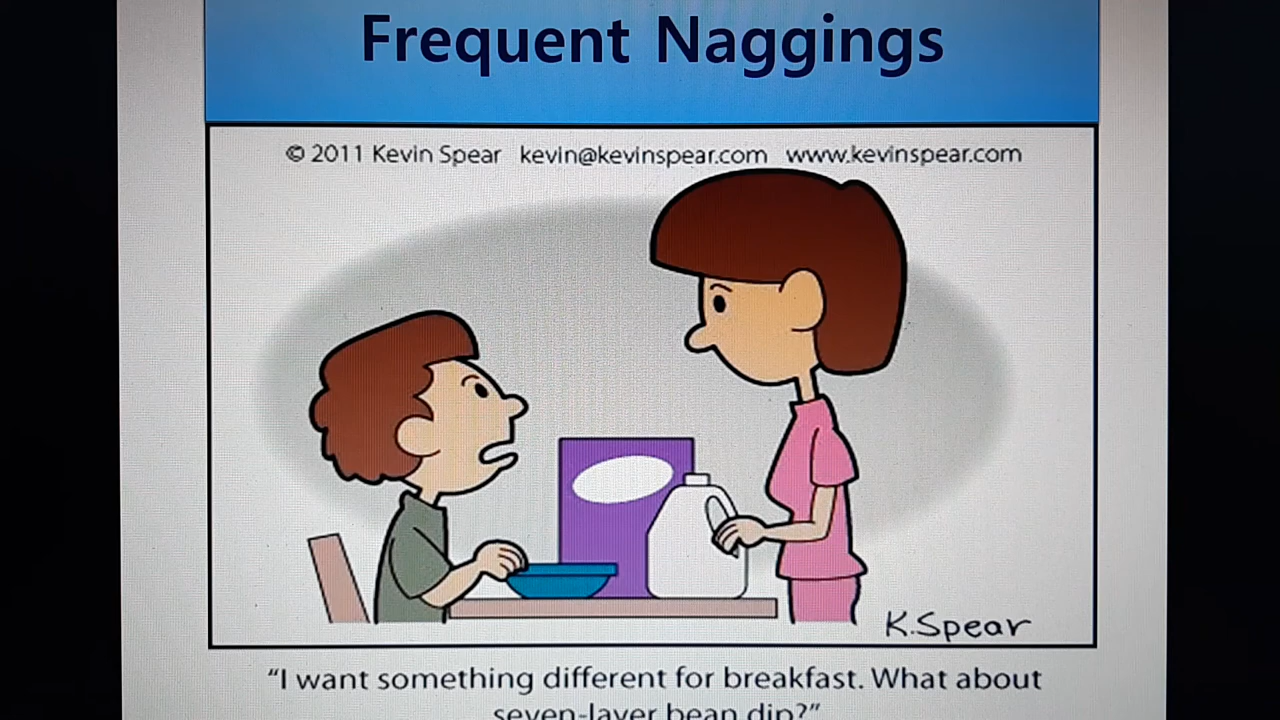 Frequent Naggings
© 2011 Kevin Spear kevin@kevinspear.com www.kevinspear.com
K.Spear
“I want something different for breakfast. What about
seven-layer bean dip?”